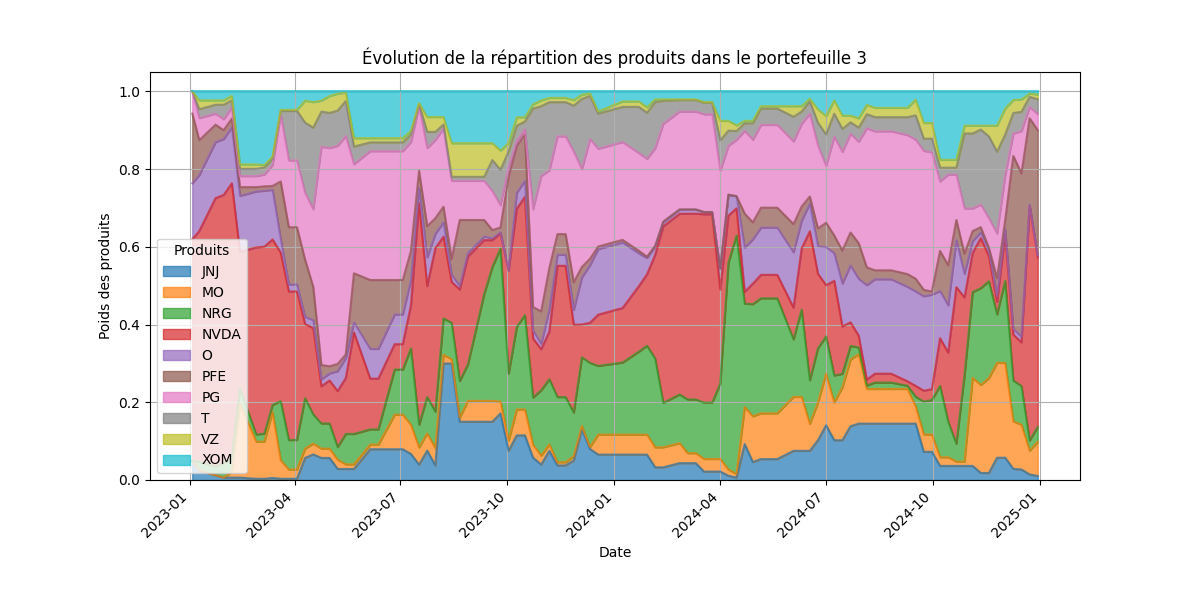 Évolution de la répartition des produits dans le portefeuille 3
Poids des produits
1.0
0.8
0.6
0.4
0.2
0.0
Produits
JNJ
MO
NRG
NVDA
O
PFE
PG
T
VZ
XOM
2023-01
2023-04
2023-07
2023-10
2024-01
2024-04
2024-07
2024-10
2025-01
Date